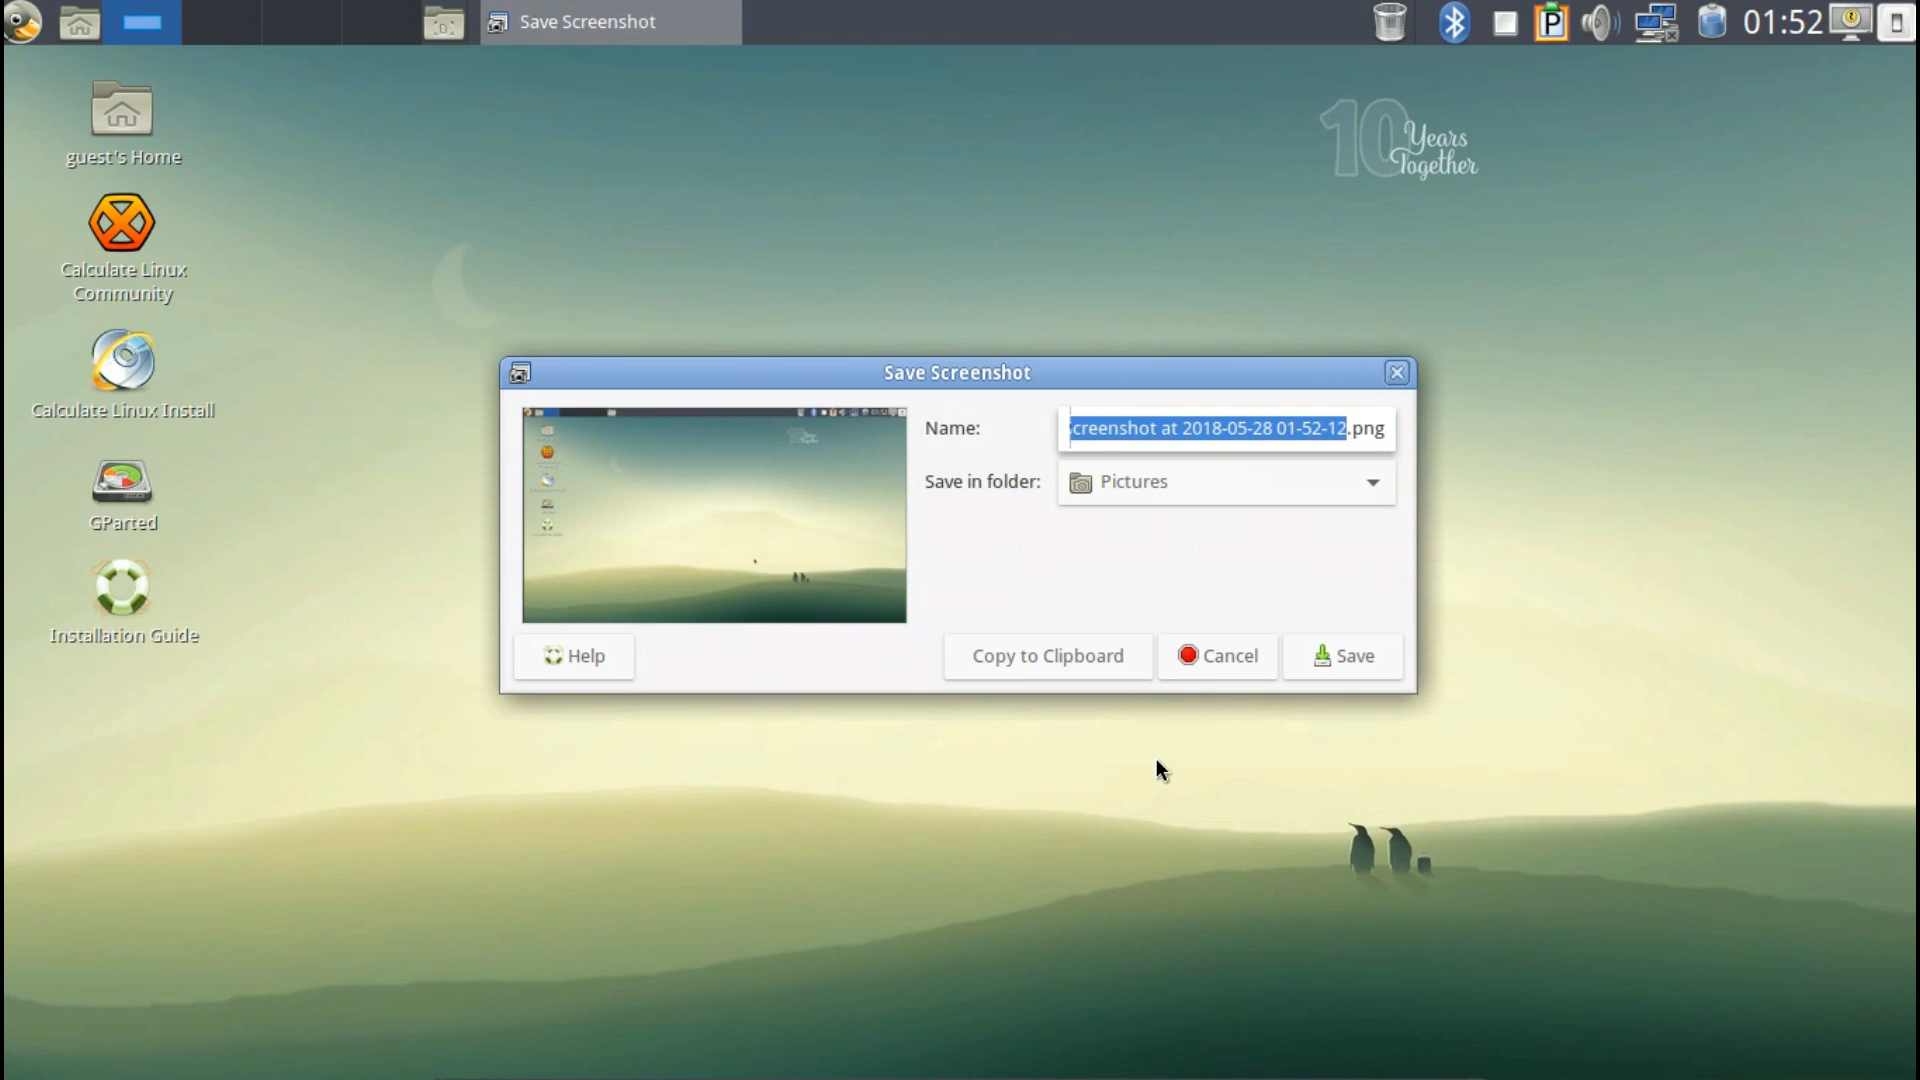 Save Screenshot
P
01:52
guest's Home
10 Years
Together
Calculate Linux
Community
Calculate Linux Install
GParted
Installation Guide
Save Screenshot
Name:
Screenshot at 2018-05-28 01-52-12.png
Save in folder:
Pictures
Help
Copy to Clipboard
Cancel
Save